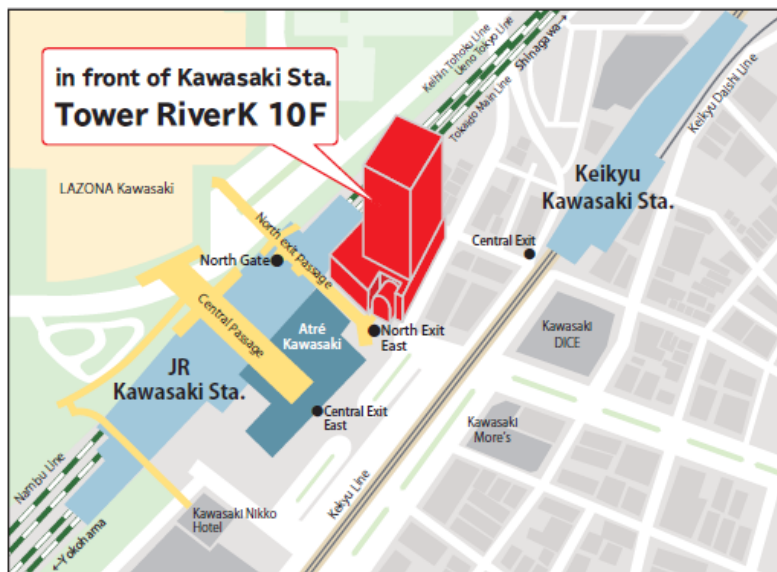 in front of Kawasaki Sta.
Tower RiverK 10F
Keihin Tohoku Line
Ueno Tokyo Line
Shinagawa→
Tokaido Main Line
Keikyu Daishi Line
LAZONA Kawasaki
Keikyu
Kawasaki Sta.
North exit passage
Central Exit
North Gate
Central Passage
Atré
Kawasaki
North Exit
East
Kawasaki
DICE
JR
Kawasaki Sta.
Central Exit
East
Kawasaki
More's
Nambu Line
Kekyu Line
Kawasaki Nikko
Hotel
←Yokohama